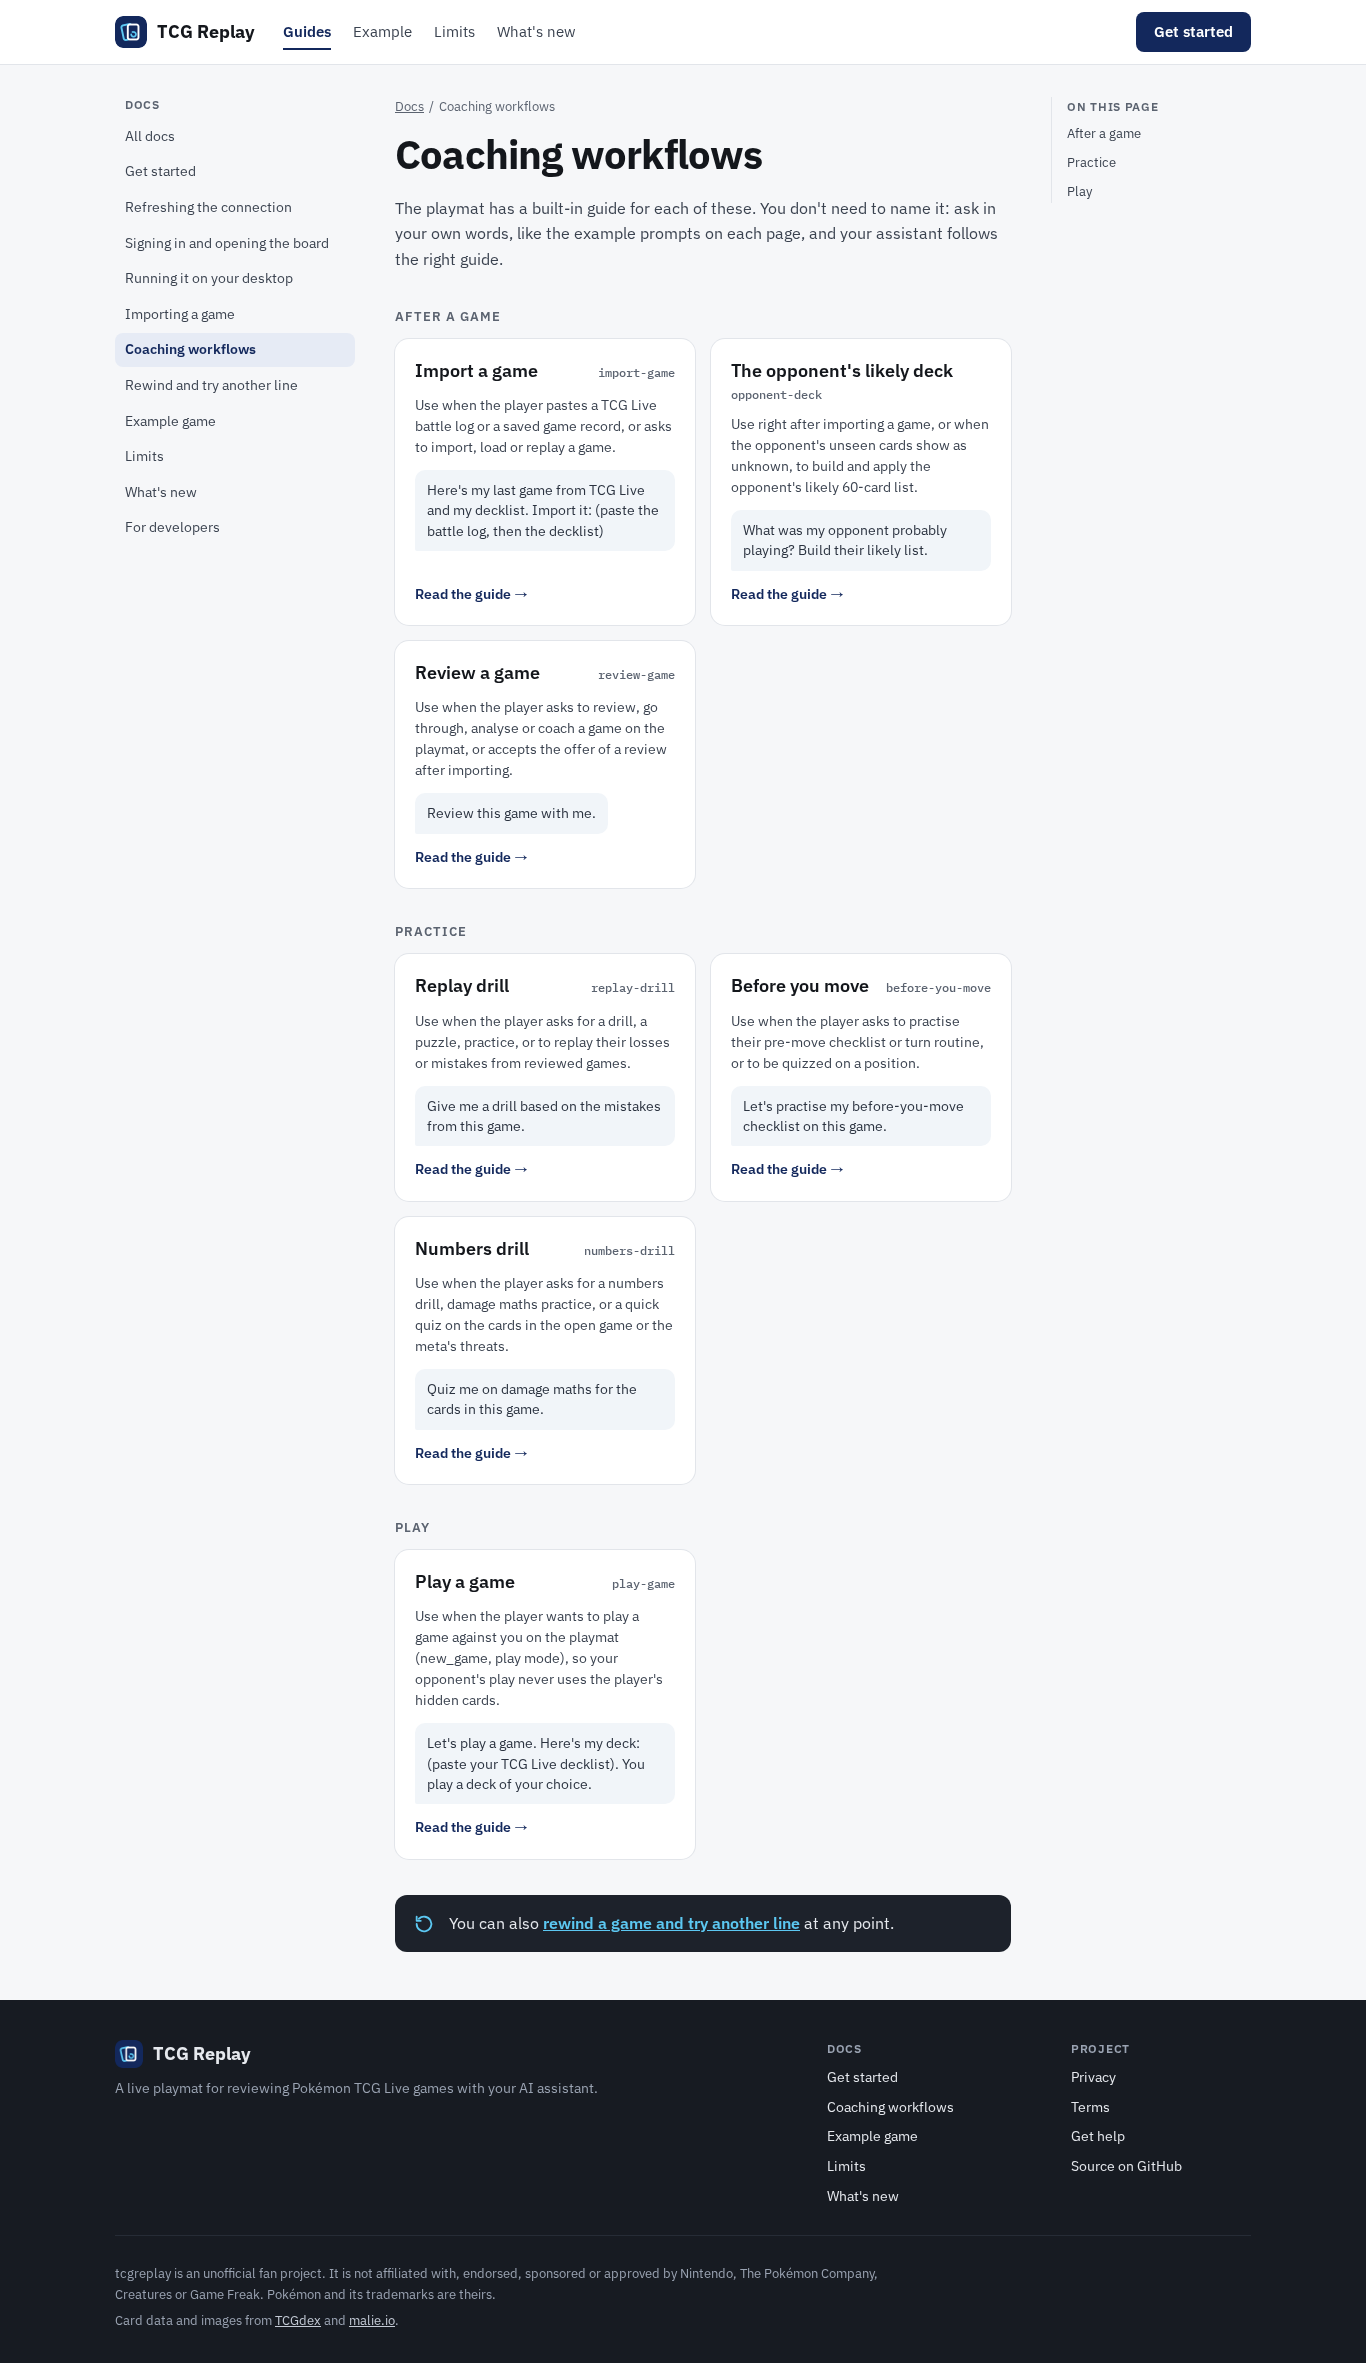 TCG Replay
Guides
Example
Limits
What's new
Get started
DOCS
All docs
Get started
Refreshing the connection
Signing in and opening the board
Running it on your desktop
Importing a game
Coaching workflows
Rewind and try another line
Example game
Limits
What's new
For developers
Docs / Coaching workflows
Coaching workflows
The playmat has a built-in guide for each of these. You don't need to name it: ask in
your own words, like the example prompts on each page, and your assistant follows
the right guide.
ON THIS PAGE
After a game
Practice
Play
AFTER A GAME
Import a game
import-game
Use when the player pastes a TCG Live
battle log or a saved game record, or asks
to import, load or replay a game.
Here's my last game from TCG Live
and my decklist. Import it: (paste the
battle log, then the decklist)
Read the guide →
The opponent's likely deck
opponent-deck
Use right after importing a game, or when
the opponent's unseen cards show as
unknown, to build and apply the
opponent's likely 60-card list.
What was my opponent probably
playing? Build their likely list.
Read the guide →
Review a game
review-game
Use when the player asks to review, go
through, analyse or coach a game on the
playmat, or accepts the offer of a review
after importing.
Review this game with me.
Read the guide →
PRACTICE
Replay drill
replay-drill
Use when the player asks for a drill, a
puzzle, practice, or to replay their losses
or mistakes from reviewed games.
Give me a drill based on the mistakes
from this game.
Read the guide →
Before you move
before-you-move
Use when the player asks to practise
their pre-move checklist or turn routine,
or to be quizzed on a position.
Let's practise my before-you-move
checklist on this game.
Read the guide →
Numbers drill
numbers-drill
Use when the player asks for a numbers
drill, damage maths practice, or a quick
quiz on the cards in the open game or the
meta's threats.
Quiz me on damage maths for the
cards in this game.
Read the guide →
PLAY
Play a game
play-game
Use when the player wants to play a
game against you on the playmat
(new_game, play mode), so your
opponent's play never uses the player's
hidden cards.
Let's play a game. Here's my deck:
(paste your TCG Live decklist). You
play a deck of your choice.
Read the guide →
You can also rewind a game and try another line at any point.
TCG Replay
A live playmat for reviewing Pokémon TCG Live games with your AI assistant.
DOCS
Get started
Coaching workflows
Example game
Limits
What's new
PROJECT
Privacy
Terms
Get help
Source on GitHub
tcgreplay is an unofficial fan project. It is not affiliated with, endorsed, sponsored or approved by Nintendo, The Pokémon Company,
Creatures or Game Freak. Pokémon and its trademarks are theirs.
Card data and images from TCGdex and malie.io.